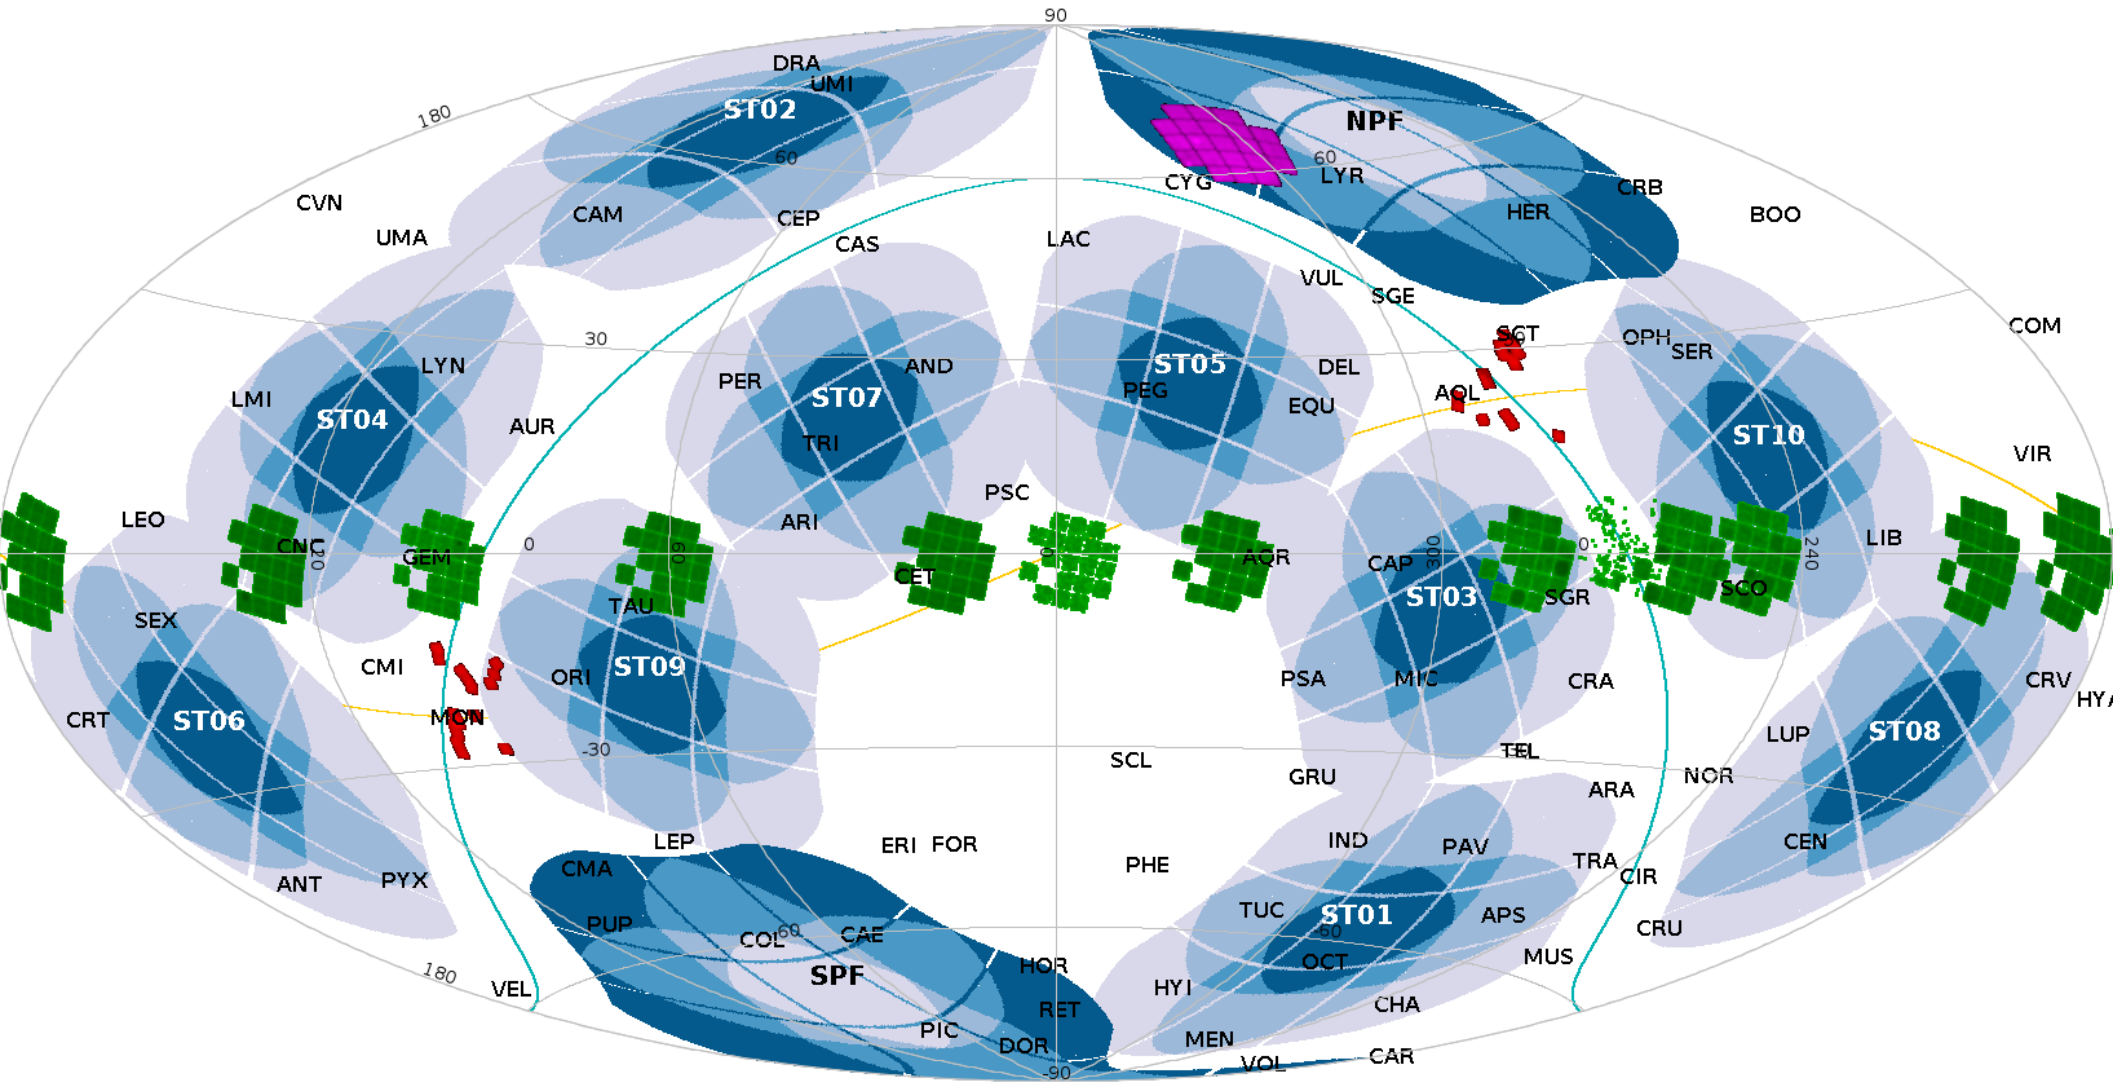 90
DRA
UMI
180
ST02
NPF
60
60
CYG
LYR
CRB
CVN
CAM
CEP
HER
BOO
UMA
CAS
LAC
VUL
SGE
COM
30
SCT
OPH
SER
LYN
AND
ST05
DEL
PER
PEG
LMI
ST07
AQL
EQU
ST04
AUR
TRI
ST10
VIR
LEO
PSC
ARI
CNC
0
0
LIB
GEM
60
0
AQR
CAP
300
240
CET
TAU
ST03
SGR
SCO
SEX
CMI
ST09
ORI
PSA
MIC
CRA
CRV
HYA
CRT
ST06
MON
LUP
ST08
-30
SCL
TEL
GRU
NOR
ARA
LEP
ERI
FOR
IND
PAV
CEN
CMA
PHE
TRA
CIR
ANT
PYX
TUC
ST01
APS
PUP
COL
-60
CAE
-60
CRU
180
SPF
HOR
OCT
MUS
VEL
HYI
RET
CHA
PIC
DOR
MEN
VOL
CAR
-90